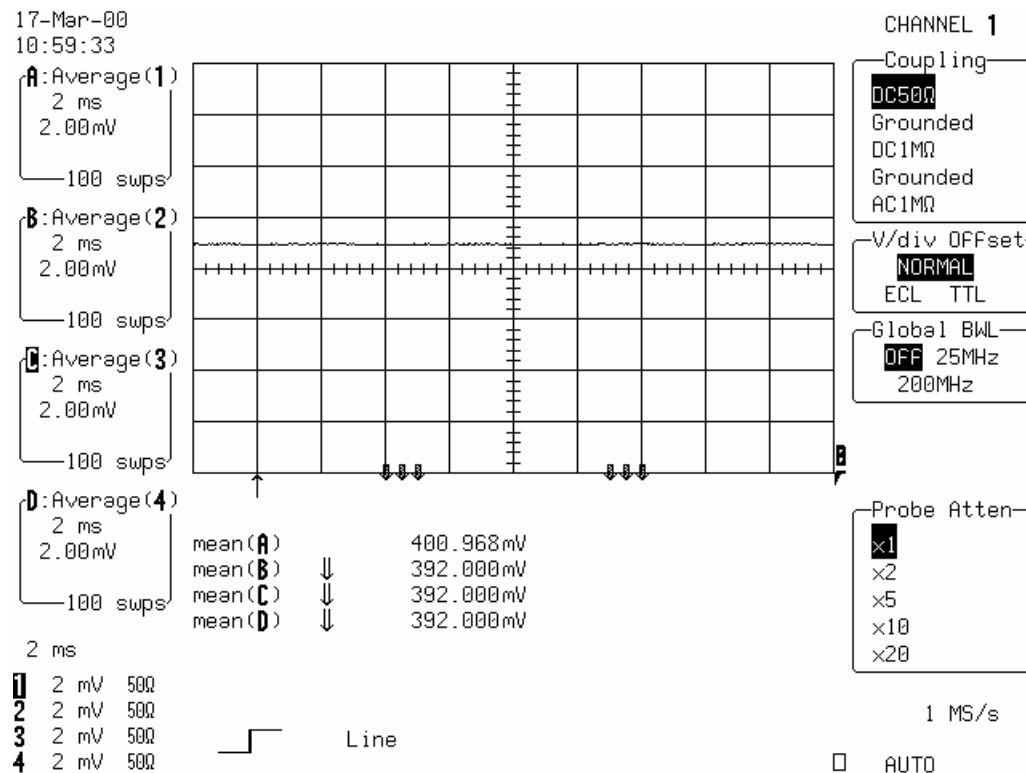 17-Mar-00
10:59:33
A:Average(1)
2 ms
2.00mV
100 swps
B:Average(2)
2 ms
2.00mV
100 swps
C:Average(3)
2 ms
2.00mV
100 swps
D:Average(4)
2 ms
2.00mV
100 swps
mean(A) 400.968mV
mean(B) ⇓ 392.000mV
mean(C) ⇓ 392.000mV
mean(D) ⇓ 392.000mV
2 ms
1 2 mV 50Ω
2 2 mV 50Ω
3 2 mV 50Ω
4 2 mV 50Ω
Line
CHANNEL 1
Coupling
DC50Ω
Grounded
DC1MΩ
Grounded
AC1MΩ
V/div OFFset
NORMAL
ECL TTL
Global BWL
OFF 25MHz
200MHz
Probe Atten
×1
×2
×5
×10
×20
1 MS/s
AUTO